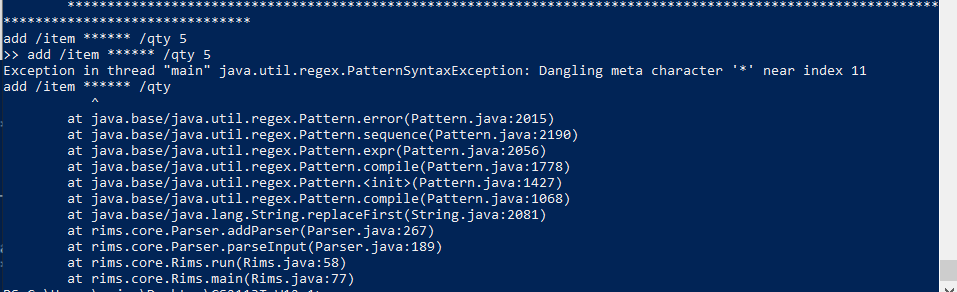 *************************************************************************************************************
*******************************
add /item ****** /qty 5
>> add /item ****** /qty 5
Exception in thread "main" java.util.regex.PatternSyntaxException: Dangling meta character '*' near index 11
add /item ****** /qty
^
at java.base/java.util.regex.Pattern.error(Pattern.java:2015)
at java.base/java.util.regex.Pattern.sequence(Pattern.java:2190)
at java.base/java.util.regex.Pattern.expr(Pattern.java:2056)
at java.base/java.util.regex.Pattern.compile(Pattern.java:1778)
at java.base/java.util.regex.Pattern.<init>(Pattern.java:1427)
at java.base/java.util.regex.Pattern.compile(Pattern.java:1068)
at java.base/java.lang.String.replaceFirst(String.java:2081)
at rims.core.Parser.addParser(Parser.java:267)
at rims.core.Parser.parseInput(Parser.java:189)
at rims.core.Rims.run(Rims.java:58)
at rims.core.Rims.main(Rims.java:77)